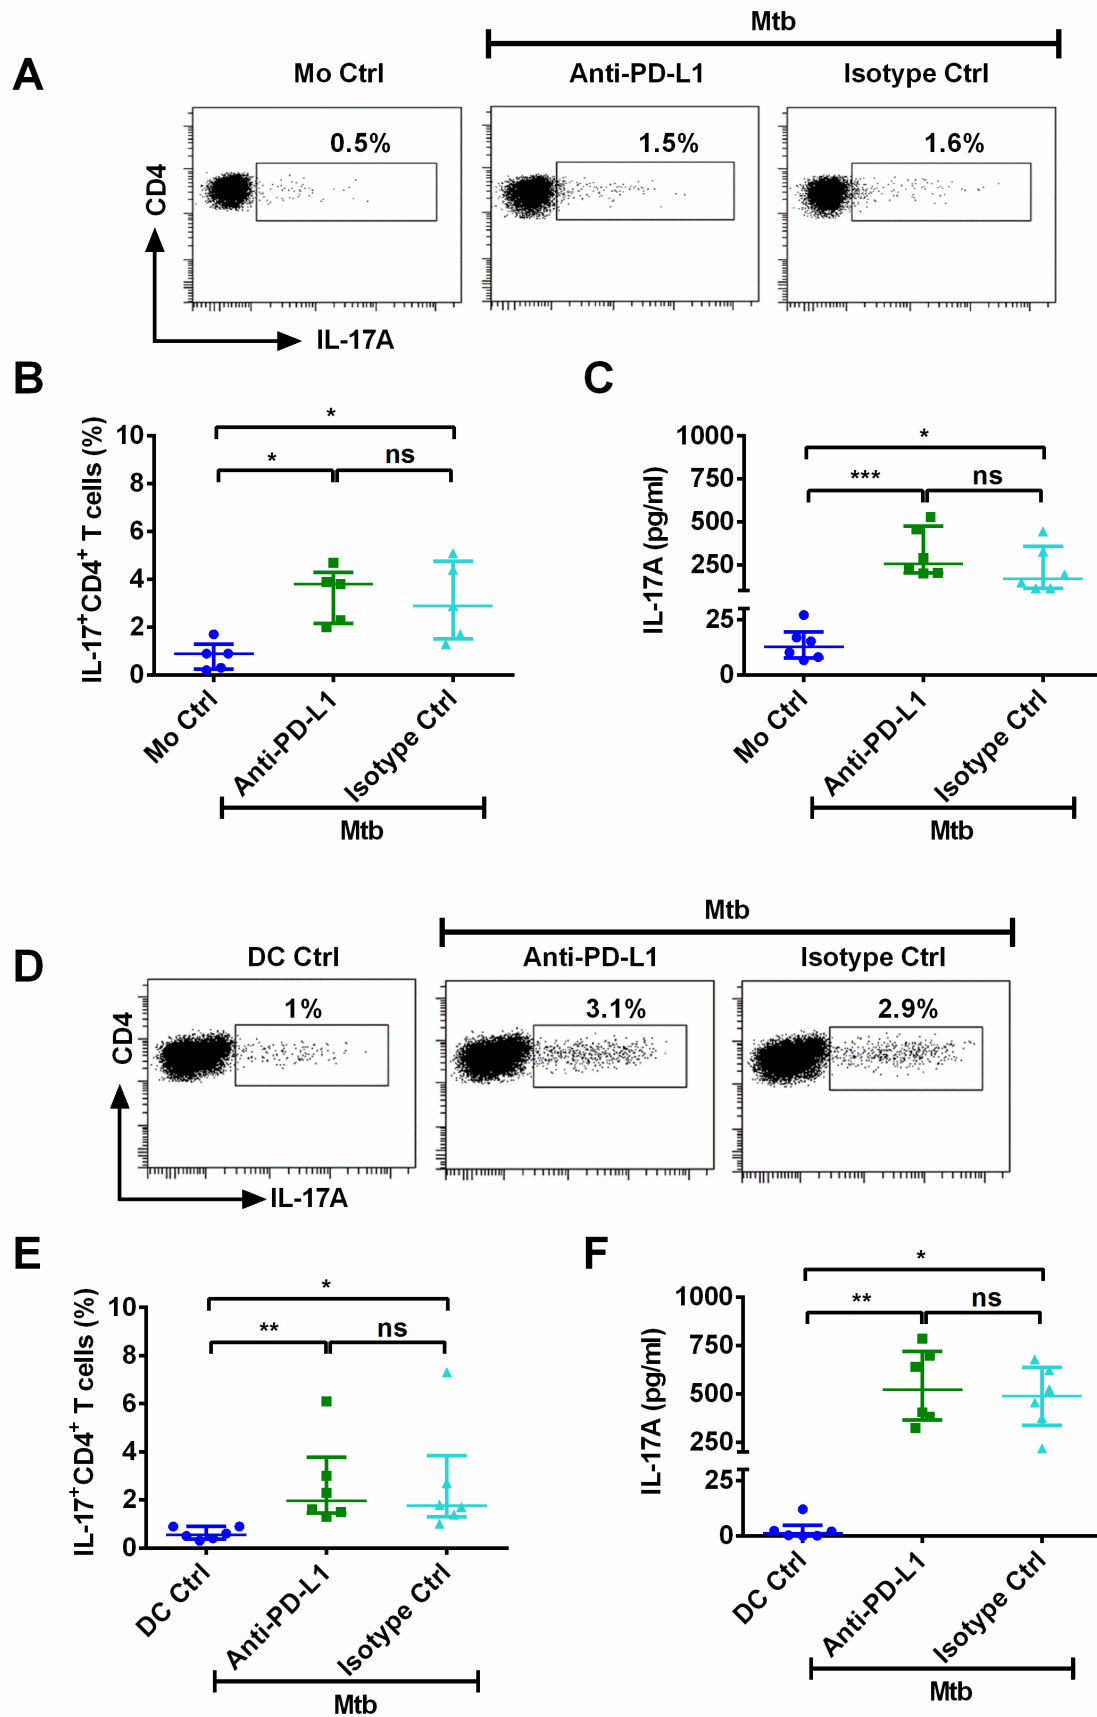 Mtb
A
Mo Ctrl
Anti-PD-L1
Isotype Ctrl
0.5%
1.5%
1.6%
CD4
IL-17A
B
IL-17+CD4+ T cells (%)
10
8
6
4
2
0
*
*
ns
Mo Ctrl
Anti-PD-L1
Isotype Ctrl
Mtb
C
IL-17A (pg/ml)
1000
750
500
250
25
0
*
***
ns
Mo Ctrl
Anti-PD-L1
Isotype Ctrl
Mtb
Mtb
D
DC Ctrl
Anti-PD-L1
Isotype Ctrl
1%
3.1%
2.9%
CD4
IL-17A
E
IL-17+CD4+ T cells (%)
10
8
6
4
2
0
*
**
ns
DC Ctrl
Anti-PD-L1
Isotype Ctrl
Mtb
F
IL-17A (pg/ml)
1000
750
500
250
25
0
*
**
ns
DC Ctrl
Anti-PD-L1
Isotype Ctrl
Mtb